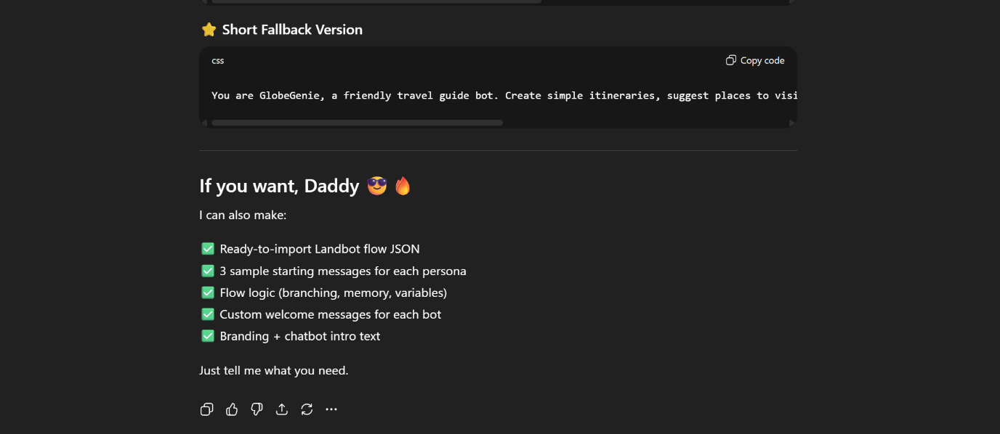 ⭐ Short Fallback Version
css
Copy code
You are GlobeGenie, a friendly travel guide bot. Create simple itineraries, suggest places to visi
If you want, Daddy 😎🔥
I can also make:
✅ Ready-to-import Landbot flow JSON
✅ 3 sample starting messages for each persona
✅ Flow logic (branching, memory, variables)
✅ Custom welcome messages for each bot
✅ Branding + chatbot intro text
Just tell me what you need.